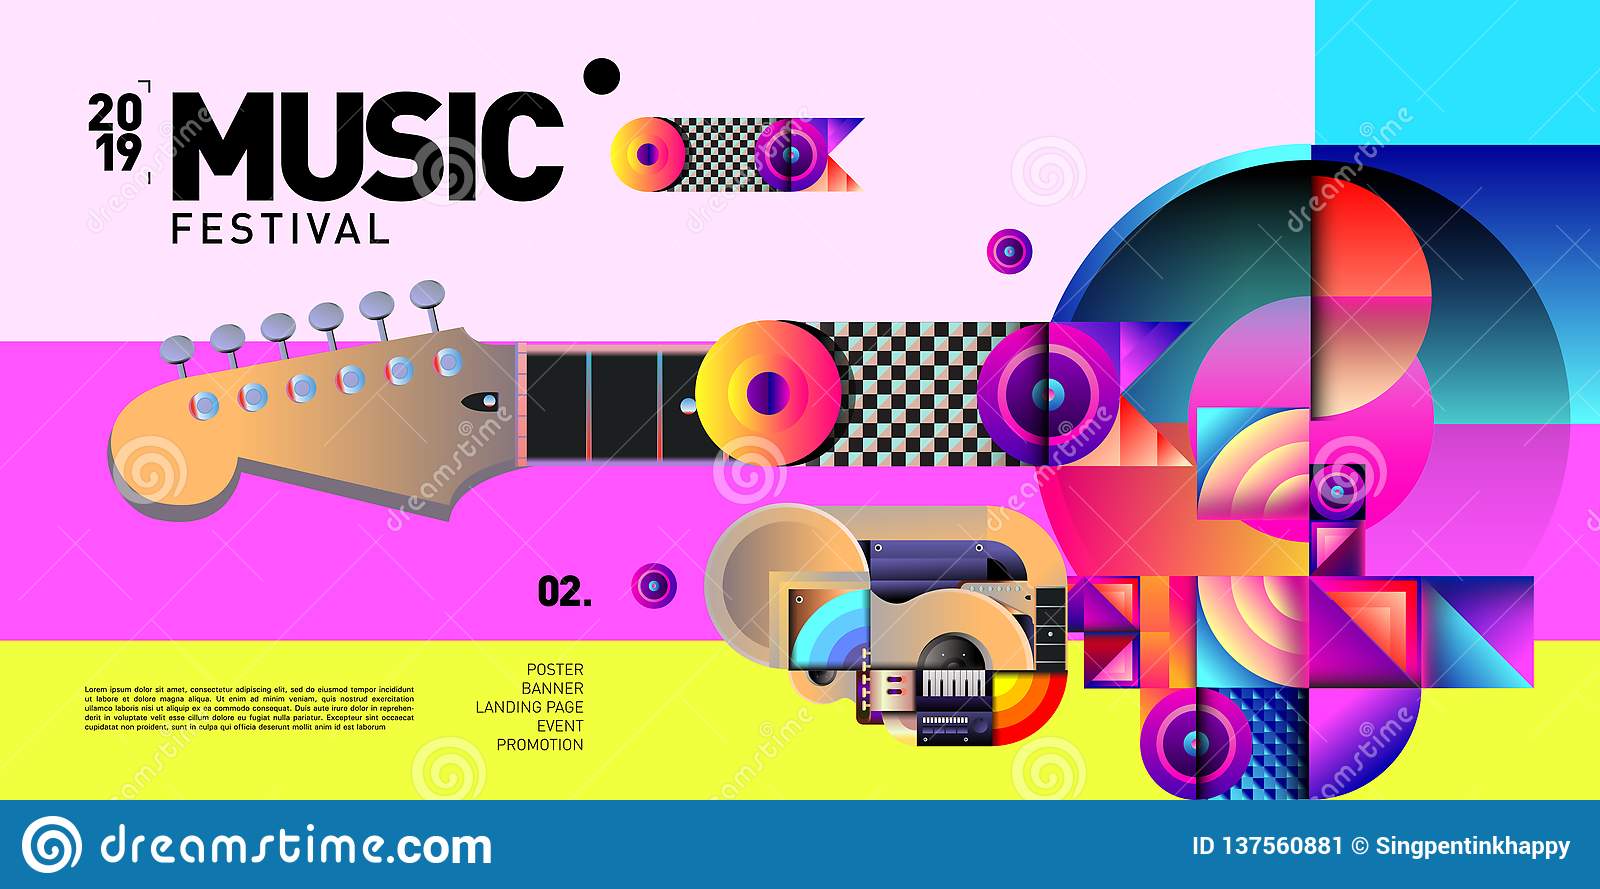 20
19
MUSIC
FESTIVAL
02.
POSTER
BANNER
LANDING PAGE
EVENT
PROMOTION
Lorem ipsum dolor sit amet, consectetur adipiscing elit, sed do eiusmod tempor incididunt
ut labore et dolore magna aliqua. Ut enim ad minim veniam, quis nostrud exercitation
ullamco laboris nisi ut aliquip ex ea commodo consequat. Duis aute irure dolor in reprehen-
derit in voluptate velit esse cillum dolore eu fugiat nulla pariatur. Excepteur sint occaecat
cupidatat non proident, sunt in culpa qui officia deserunt mollit anim id est laborum
dreamstime.com
ID 137560881 © Singpentinkhappy